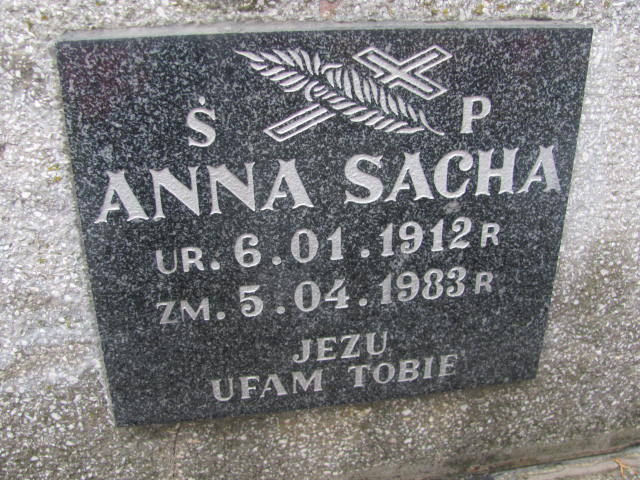 Ś P
ANNA SACHA
UR. 6.01.1912 R
ZM. 5.04.1983 R
JEZU
UFAM TOBIE